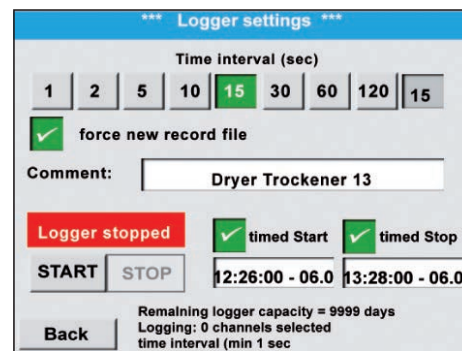 *** Logger settings ***
Time interval (sec)
1 2 5 10 15 30 60 120 15
force new record file
Comment: Dryer Trockener 13
Logger stopped timed Start timed Stop
START STOP 12:26:00 - 06.0 13:28:00 - 06.0
Remaining logger capacity = 9999 days
Back Logging: 0 channels selected
time interval (min 1 sec